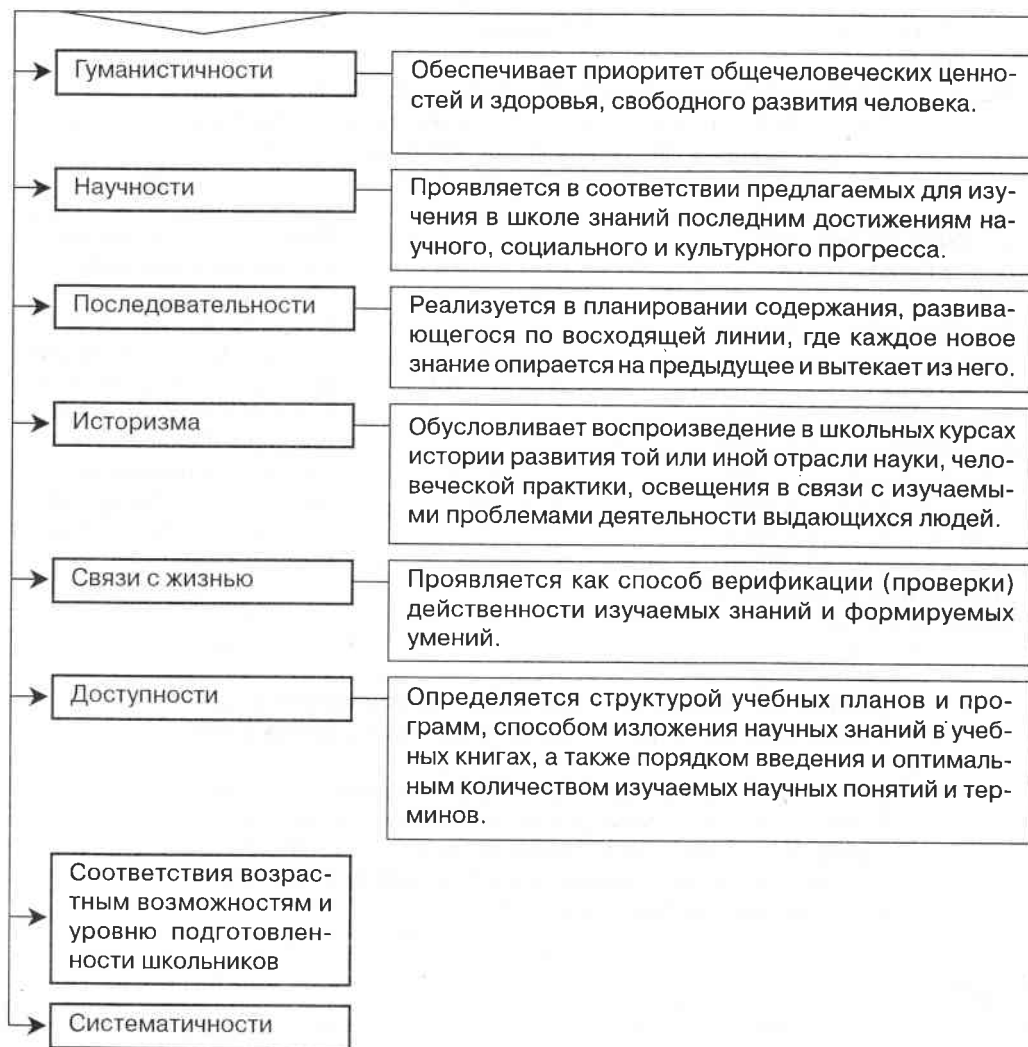 Гуманистичности
Обеспечивает приоритет общечеловеческих ценно-
стей и здоровья, свободного развития человека.
Научности
Проявляется в соответствии предлагаемых для изу-
чения в школе знаний последним достижениям на-
учного, социального и культурного прогресса.
Последовательности
Реализуется в планировании содержания, развива-
ющегося по восходящей линии, где каждое новое
знание опирается на предыдущее и вытекает из него.
Историзма
Обусловливает воспроизведение в школьных курсах
истории развития той или иной отрасли науки, чело-
веческой практики, освещения в связи с изучаемы-
ми проблемами деятельности выдающихся людей.
Связи с жизнью
Проявляется как способ верификации (проверки)
действенности изучаемых знаний и формируемых
умений.
Доступности
Определяется структурой учебных планов и про-
грамм, способом изложения научных знаний в учеб-
ных книгах, а также порядком введения и оптималь-
ным количеством изучаемых научных понятий и тер-
минов.
Соответствия возрас-
тным возможностям и
уровню подготовлен-
ности школьников
Систематичности